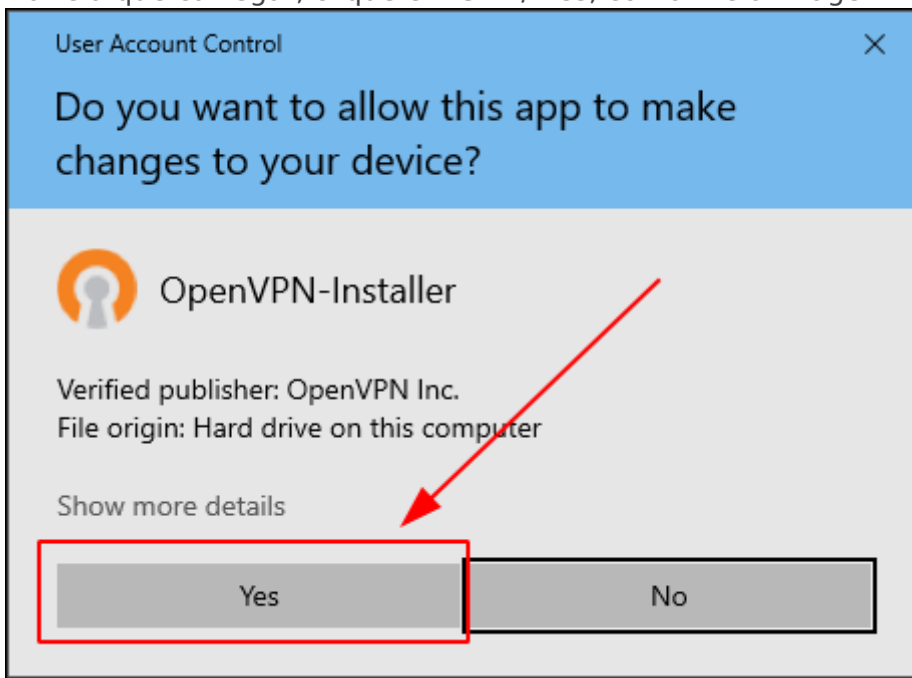 User Account Control
Do you want to allow this app to make
changes to your device?
OpenVPN-Installer
Verified publisher: OpenVPN Inc.
File origin: Hard drive on this computer
Show more details
Yes
No